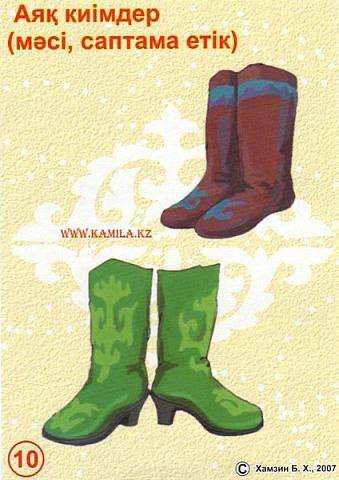 Аяқ киімдер
(мәсі, саптама етік)
WWW.KAMILA.KZ
10
© Хамзин Б. Х., 2007